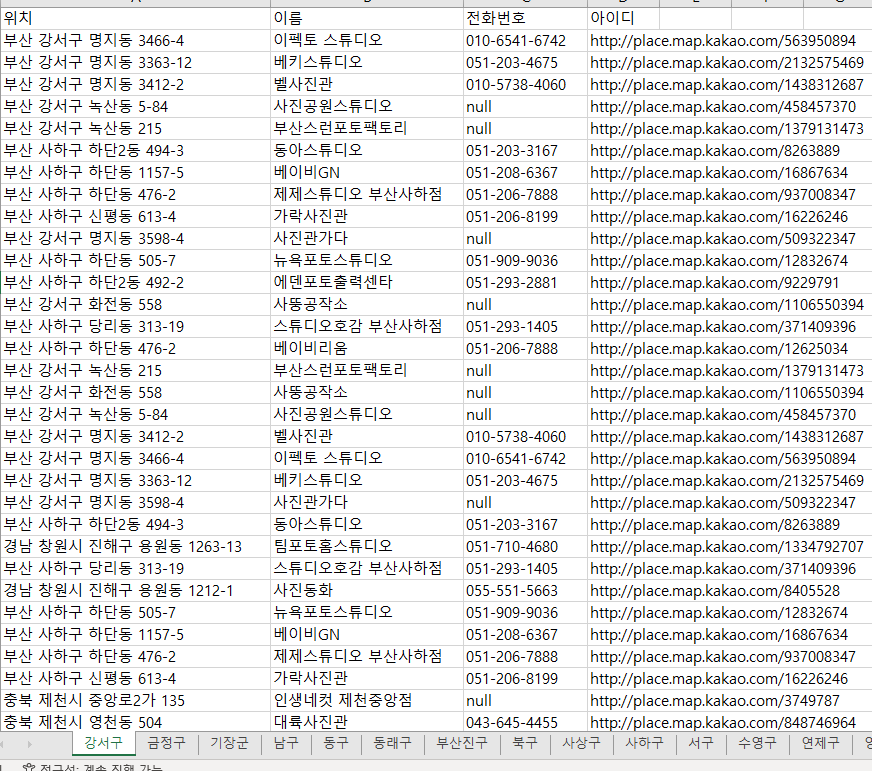 위치 이름 전화번호 아이디
부산 강서구 명지동 3466-4 이펙토 스튜디오 010-6541-6742 http://place.map.kakao.com/563950894
부산 강서구 명지동 3363-12 베키스튜디오 051-203-4675 http://place.map.kakao.com/2132575469
부산 강서구 명지동 3412-2 벨사진관 010-5738-4060 http://place.map.kakao.com/1438312687
부산 강서구 녹산동 5-84 사진공원스튜디오 null http://place.map.kakao.com/458457370
부산 강서구 녹산동 215 부산스런포토팩토리 null http://place.map.kakao.com/1379131473
부산 사하구 하단2동 494-3 동아스튜디오 051-203-3167 http://place.map.kakao.com/8263889
부산 사하구 하단동 1157-5 베이비GN 051-208-6367 http://place.map.kakao.com/16867634
부산 사하구 하단동 476-2 제제스튜디오 부산사하점 051-206-7888 http://place.map.kakao.com/937008347
부산 사하구 신평동 613-4 가락사진관 051-206-8199 http://place.map.kakao.com/16226246
부산 강서구 명지동 3598-4 사진관가다 null http://place.map.kakao.com/509322347
부산 사하구 하단동 505-7 뉴욕포토스튜디오 051-909-9036 http://place.map.kakao.com/12832674
부산 사하구 하단2동 492-2 에덴포토출력센타 051-293-2881 http://place.map.kakao.com/9229791
부산 강서구 화전동 558 사뚱공작소 null http://place.map.kakao.com/1106550394
부산 사하구 당리동 313-19 스튜디오호감 부산사하점 051-293-1405 http://place.map.kakao.com/371409396
부산 사하구 하단동 476-2 베이비리움 051-206-7888 http://place.map.kakao.com/12625034
부산 강서구 녹산동 215 부산스런포토팩토리 null http://place.map.kakao.com/1379131473
부산 강서구 화전동 558 사뚱공작소 null http://place.map.kakao.com/1106550394
부산 강서구 녹산동 5-84 사진공원스튜디오 null http://place.map.kakao.com/458457370
부산 강서구 명지동 3412-2 벨사진관 010-5738-4060 http://place.map.kakao.com/1438312687
부산 강서구 명지동 3466-4 이펙토 스튜디오 010-6541-6742 http://place.map.kakao.com/563950894
부산 강서구 명지동 3363-12 베키스튜디오 051-203-4675 http://place.map.kakao.com/2132575469
부산 강서구 명지동 3598-4 사진관가다 null http://place.map.kakao.com/509322347
부산 사하구 하단2동 494-3 동아스튜디오 051-203-3167 http://place.map.kakao.com/8263889
경남 창원시 진해구 용원동 1263-13 팀포토홈스튜디오 051-710-4680 http://place.map.kakao.com/1334792707
부산 사하구 당리동 313-19 스튜디오호감 부산사하점 051-293-1405 http://place.map.kakao.com/371409396
경남 창원시 진해구 용원동 1212-1 사진동화 055-551-5663 http://place.map.kakao.com/8405528
부산 사하구 하단동 505-7 뉴욕포토스튜디오 051-909-9036 http://place.map.kakao.com/12832674
부산 사하구 하단동 1157-5 베이비GN 051-208-6367 http://place.map.kakao.com/16867634
부산 사하구 하단동 476-2 제제스튜디오 부산사하점 051-206-7888 http://place.map.kakao.com/937008347
부산 사하구 신평동 613-4 가락사진관 051-206-8199 http://place.map.kakao.com/16226246
충북 제천시 중앙로2가 135 인생네컷 제천중앙점 null http://place.map.kakao.com/3749787
충북 제천시 영천동 504 대륙사진관 043-645-4455 http://place.map.kakao.com/848746964
강서구 금정구 기장군 남구 동구 동래구 부산진구 북구 사상구 사하구 서구 수영구 연제구
접근성: 계속 진행 가능